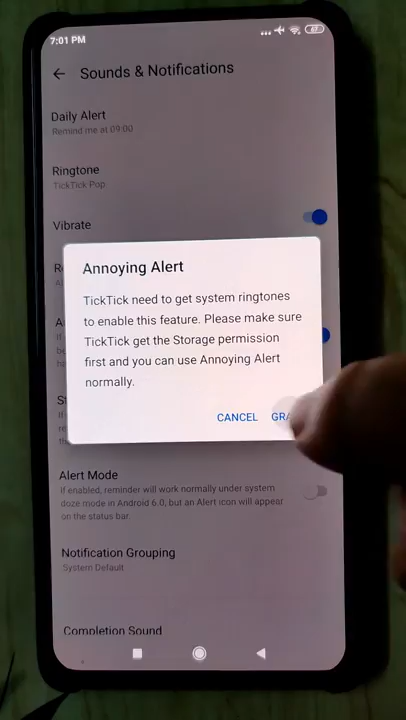 7:01 PM
67
Sounds & Notifications
Daily Alert
Remind me at 09:00
Ringtone
TickTick Pop
Vibrate
Annoying Alert
TickTick need to get system ringtones
to enable this feature. Please make sure
TickTick get the Storage permission
first and you can use Annoying Alert
normally.
CANCEL
Alert Mode
If enabled, reminder will work normally under system
doze mode in Android 6.0, but an Alert icon will appear
on the status bar.
Notification Grouping
System Default
Completion Sound